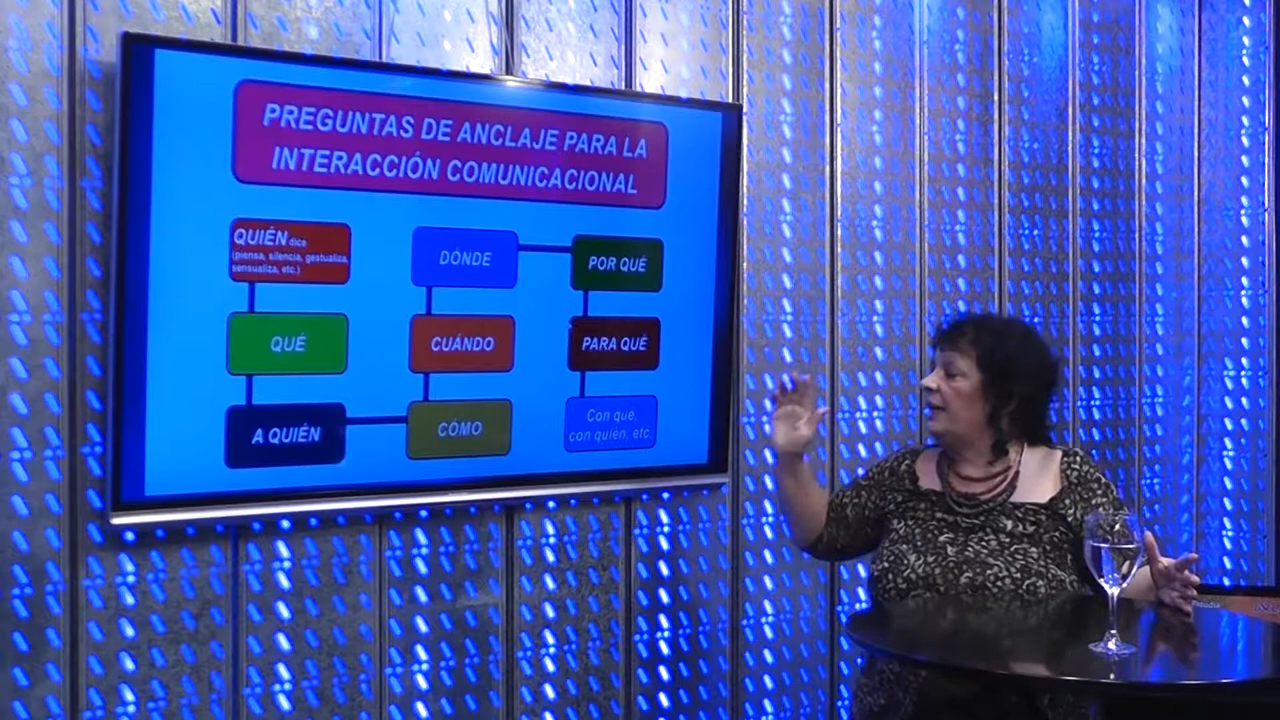 PREGUNTAS DE ANCLAJE PARA LA
INTERACCIÓN COMUNICACIONAL
QUIÉN dice
(piensa, silencia, gestualiza,
sensualiza, etc.)
QUÉ
A QUIÉN
DÓNDE
CUÁNDO
CÓMO
POR QUÉ
PARA QUÉ
Con que,
con quién, etc.